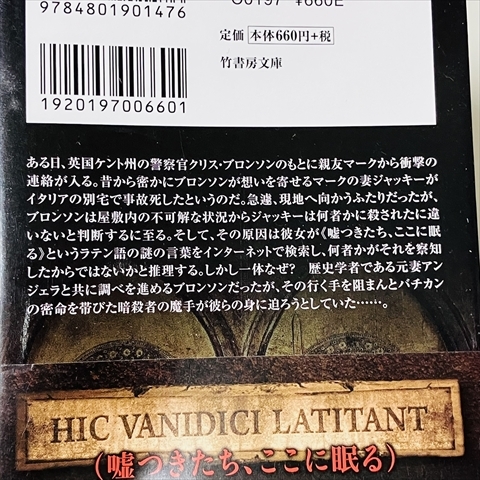 9784801901476
C0197 ¥660E
定価 本体660円+税
竹書房文庫
1920197006601
ある日、英国ケント州の警察官クリス・ブロンソンのもとに親友マークから衝撃の
連絡が入る。昔から密かにブロンソンが想いを寄せるマークの妻ジャッキーが
イタリアの別宅で事故死したというのだ。急遽、現地へ向かうふたりだったが、
ブロンソンは屋敷内の不可解な状況からジャッキーは何者かに殺されたに違
いないと判断するに至る。そして、その原因は彼女が《嘘つきたち、ここに眠
る》というラテン語の謎の言葉をインターネットで検索し、何者かがそれを察知
したからではないかと推理する。しかし一体なぜ? 歴史学者である元妻アン
ジェラと共に調べを進めるブロンソンだったが、その行く手を阻まんとバチカン
の密命を帯びた暗殺者の魔手が彼らの身に迫ろうとしていた……。
HIC VANIDICI LATITANT
(嘘つきたち、ここに眠る)